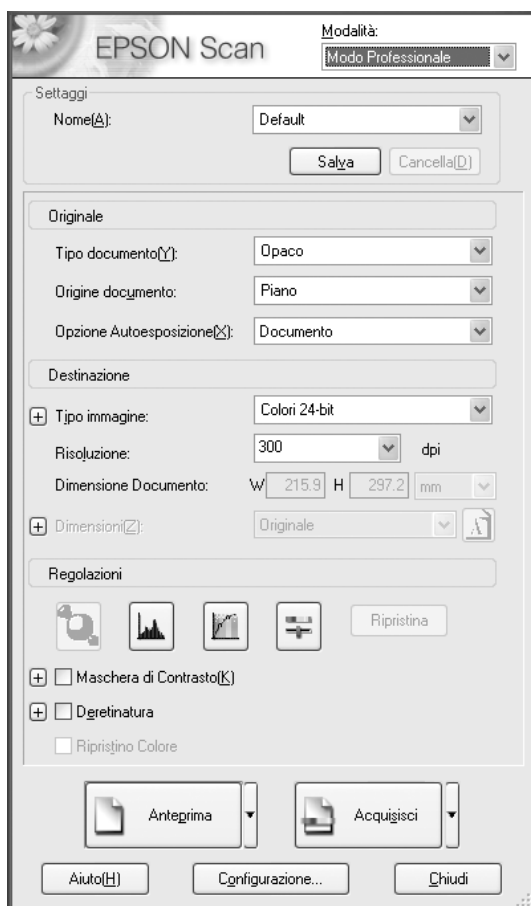 EPSON Scan
Modalità:
Modo Professionale
Settaggi
Nome(A): Default
Salva Cancella(D)
Originale
Tipo documento(Y): Opaco
Origine documento: Piano
Opzione Autoesposizione(X): Documento
Destinazione
Tipo immagine: Colori 24-bit
Risoluzione: 300 dpi
Dimensione Documento: W 215.9 H 297.2 mm
Dimensioni(Z): Originale A
Regolazioni
Ripristina
Maschera di Contrasto(K)
Deretinatura
Ripristino Colore
Anteprima Acquisisci
Aiuto(H) Configurazione... Chiudi